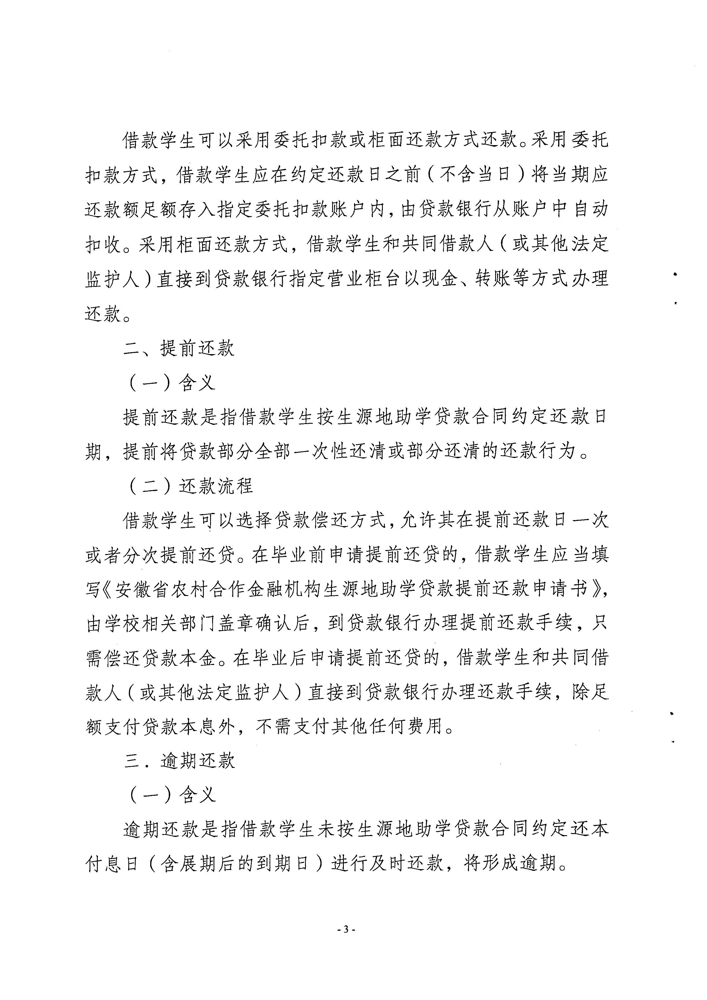 借款学生可以采用委托扣款或柜面还款方式还款。采用委托
扣款方式，借款学生应在约定还款日之前（不含当日）将当期应
还款额足额存入指定委托扣款账户内，由贷款银行从账户中自动
扣收。采用柜面还款方式，借款学生和共同借款人（或其他法定
监护人）直接到贷款银行指定营业柜台以现金、转账等方式办理
还款。
二、提前还款
（一）含义
提前还款是指借款学生按生源地助学贷款合同约定还款日
期，提前将贷款部分全部一次性还清或部分还清的还款行为。
（二）还款流程
借款学生可以选择贷款偿还方式，允许其在提前还款日一次
或者分次提前还贷。在毕业前申请提前还贷的，借款学生应当填
写《安徽省农村合作金融机构生源地助学贷款提前还款申请书》，
由学校相关部门盖章确认后，到贷款银行办理提前还款手续，只
需偿还贷款本金。在毕业后申请提前还贷的，借款学生和共同借
款人（或其他法定监护人）直接到贷款银行办理还款手续，除足
额支付贷款本息外，不需支付其他任何费用。
三．逾期还款
（一）含义
逾期还款是指借款学生未按生源地助学贷款合同约定还本
付息日（含展期后的到期日）进行及时还款，将形成逾期。
- 3 -